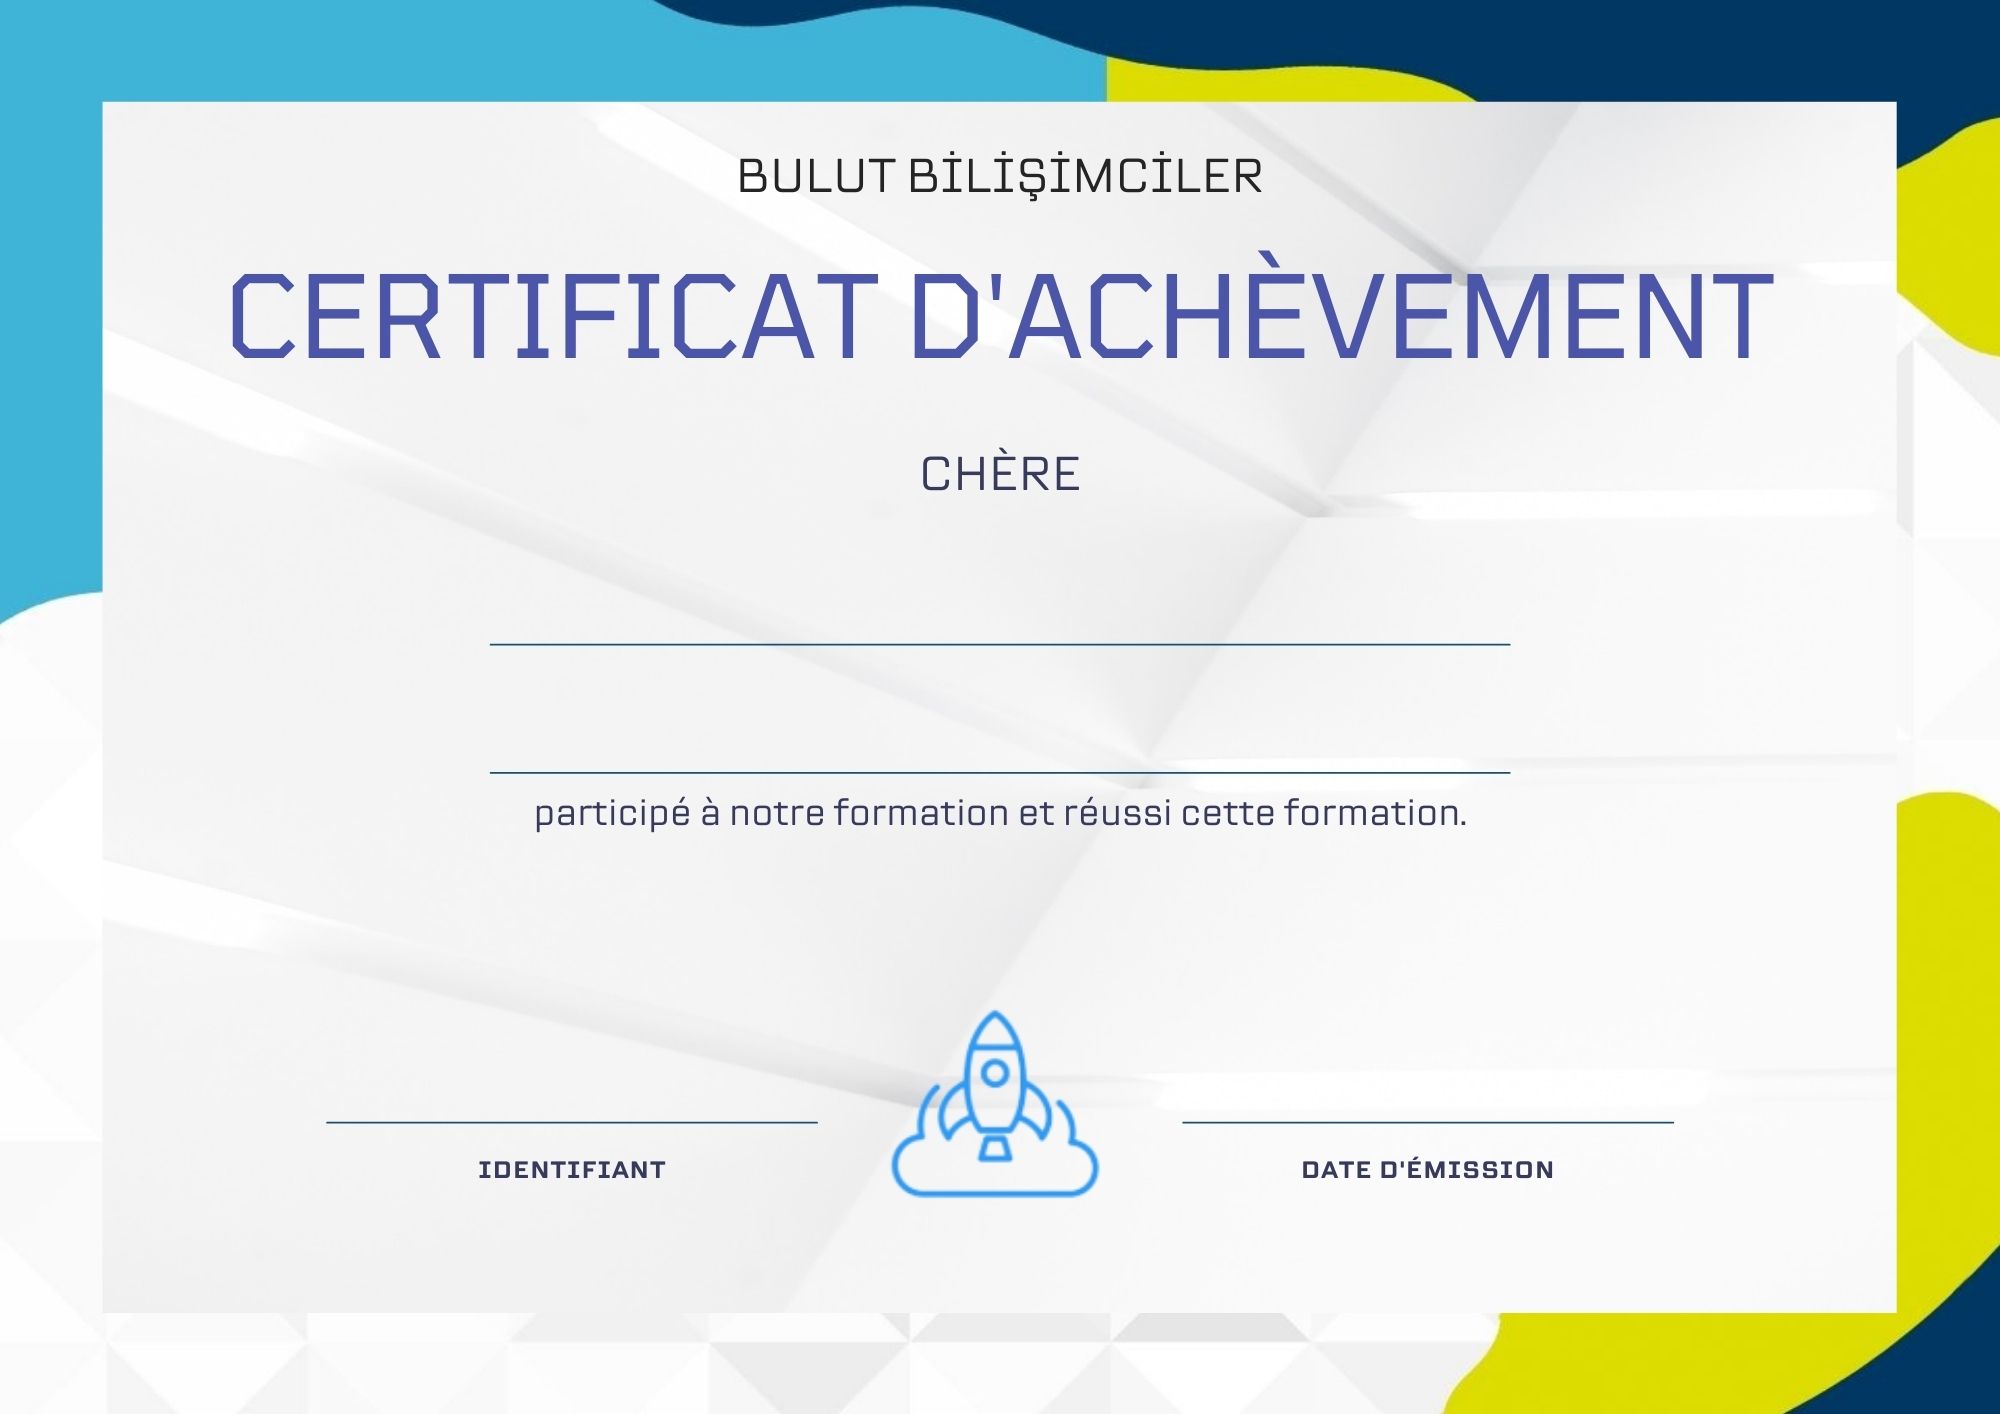 BULUT BİLİŞİMCİLER
CERTIFICAT D'ACHÈVEMENT
CHÈRE
participé à notre formation et réussi cette formation.
IDENTIFIANT
DATE D'ÉMISSION